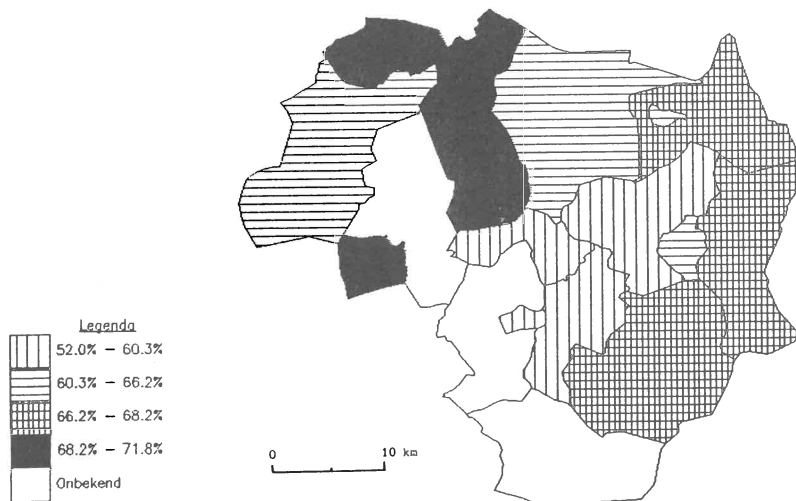 Legenda
52.0% – 60.3%
60.3% – 66.2%
66.2% – 68.2%
68.2% – 71.8%
Onbekend
0 10 km